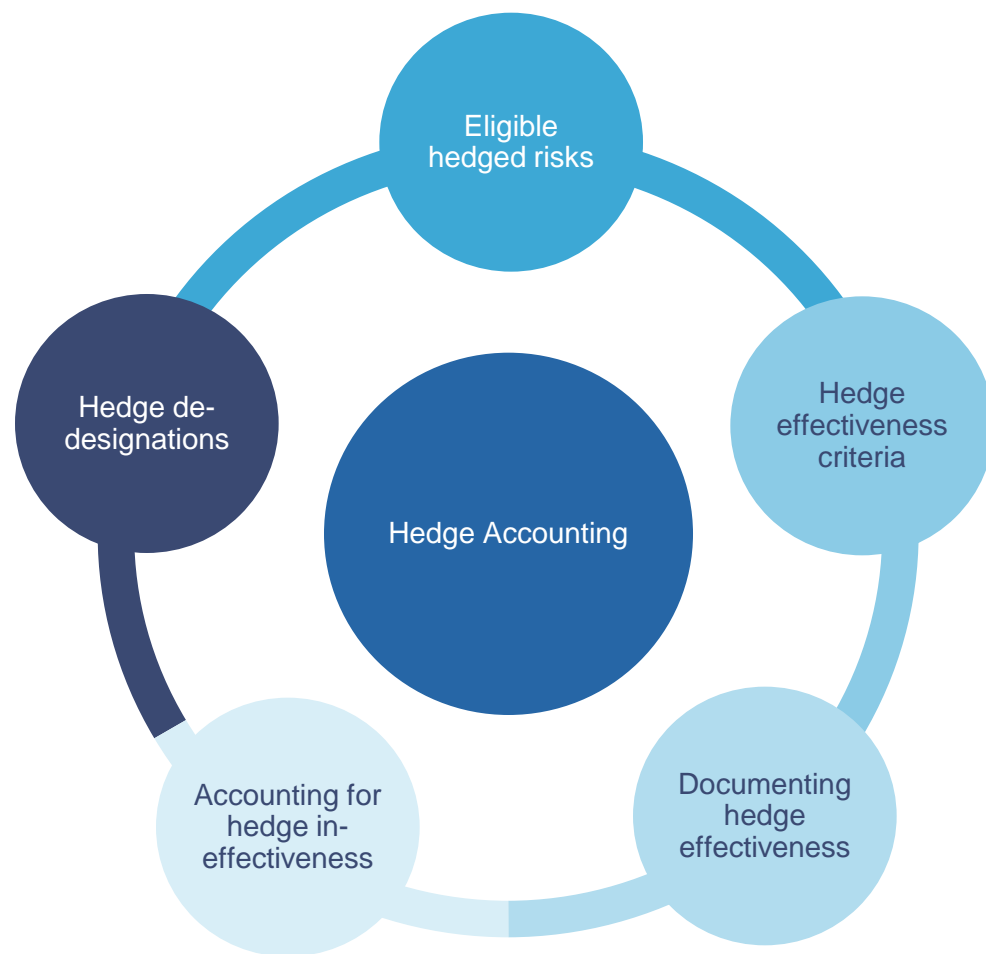 Eligible
hedged risks
Hedge
effectiveness
criteria
Documenting
hedge
effectiveness
Accounting for
hedge in-
effectiveness
Hedge de-
designations
Hedge Accounting